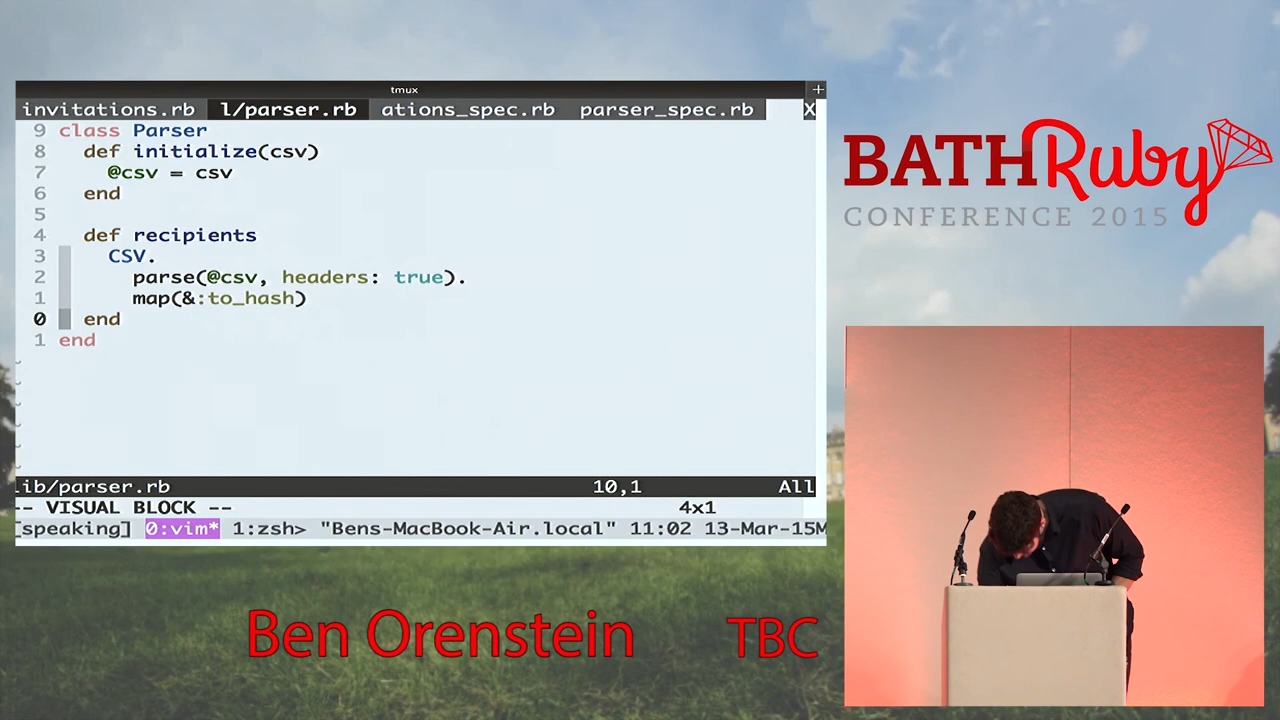 tmux +
invitations.rb l/parser.rb ations_spec.rb parser_spec.rb X
9 class Parser
8 def initialize(csv)
7 @csv = csv
6 end
5
4 def recipients
3 CSV.
2 parse(@csv, headers: true).
1 map(&:to_hash)
0 end
1 end
~
~
~
~
~
~
lib/parser.rb 10,1 All
-- VISUAL BLOCK -- 4x1
[speaking] 0:vim* 1:zsh> "Bens-MacBook-Air.local" 11:02 13-Mar-15
BATHRuby
CONFERENCE 2015
Ben Orenstein TBC